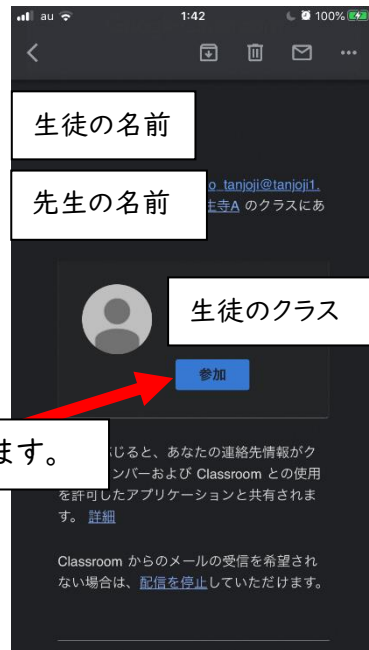 au 1:42 100%
生徒の名前
o_tanjoji@tanjoji1.
先生の名前
生寺A のクラスにあ
生徒のクラス
参加
ます。
じると、あなたの連絡先情報がク
ンバーおよび Classroom との使用
を許可したアプリケーションと共有されま
す。 詳細
Classroom からのメールの受信を希望され
ない場合は、配信を停止していただけます。